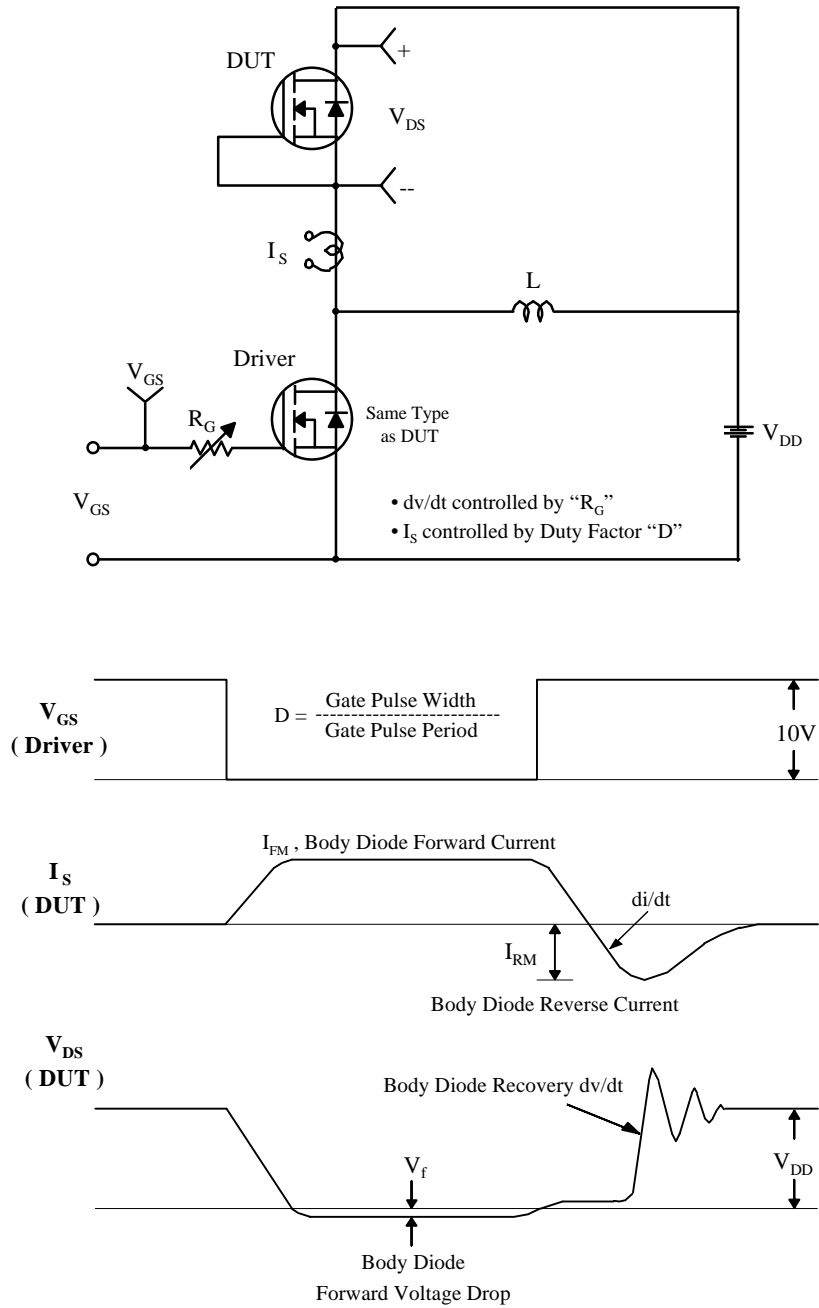 DUT
+
V_DS
--
I_S
L
Driver
V_GS
R_G
Same Type
as DUT
V_DD
V_GS
• dv/dt controlled by “R_G”
• I_S controlled by Duty Factor “D”
V_GS
( Driver )
D = Gate Pulse Width
--------------------------
Gate Pulse Period
10V
I_FM , Body Diode Forward Current
I_S
( DUT )
di/dt
I_RM
Body Diode Reverse Current
V_DS
( DUT )
Body Diode Recovery dv/dt
V_f
V_DD
Body Diode
Forward Voltage Drop